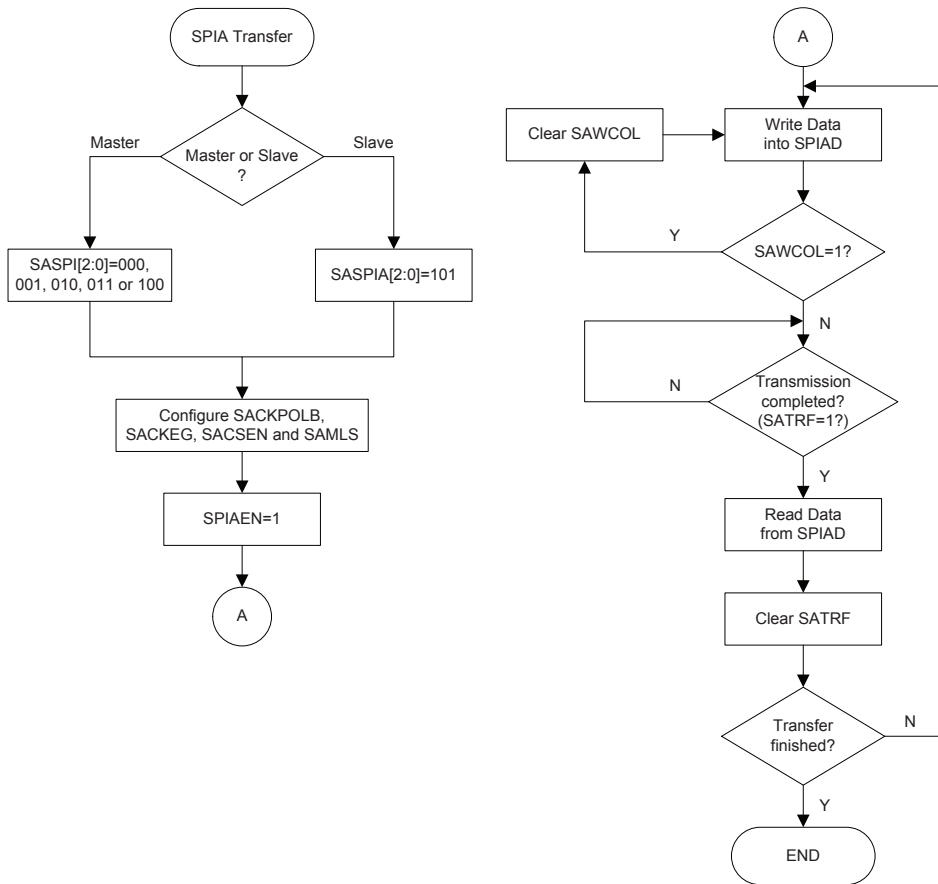 SPIA Transfer
Master
Slave
Master or Slave
?
SASPI[2:0]=000,
001, 010, 011 or 100
SASPIA[2:0]=101
Configure SACKPOLB,
SACKEG, SACSEN and SAMLS
SPIAEN=1
A
A
Clear SAWCOL
Write Data
into SPIAD
Y
SAWCOL=1?
N
N
Transmission
completed?
(SATRF=1?)
Y
Read Data
from SPIAD
Clear SATRF
Transfer
finished?
N
Y
END